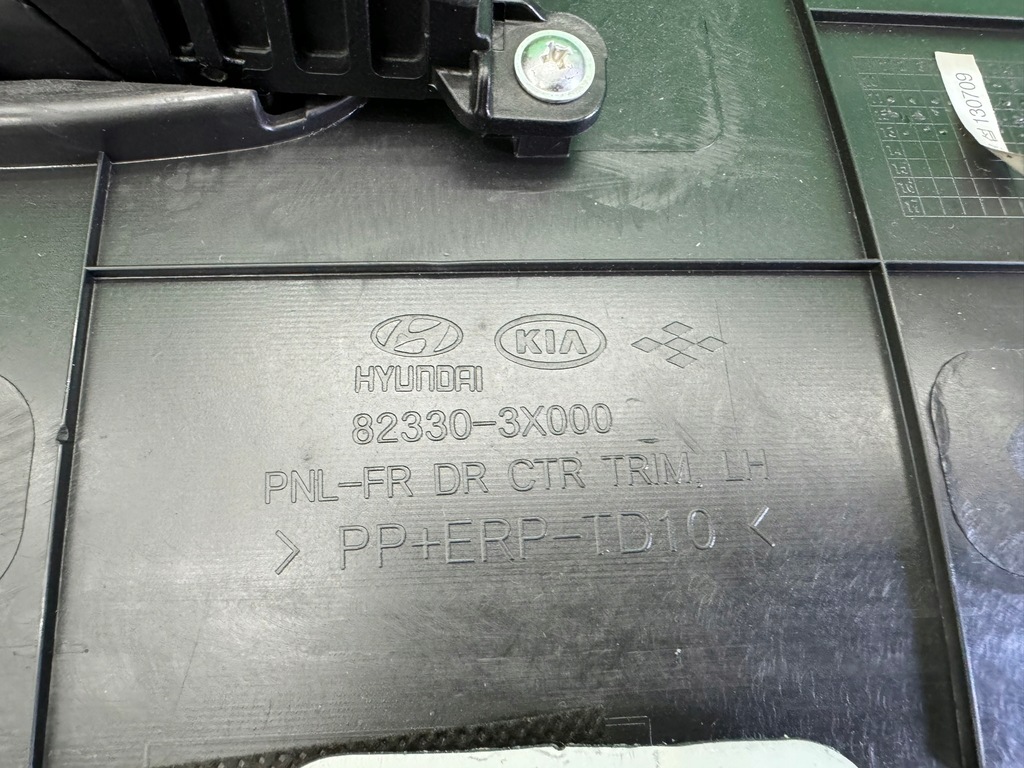 130709
HYUNDAI
KIA
82330-3X000
PNL-FR DR CTR TRIM, LH
> PP+ERP-TD10 <